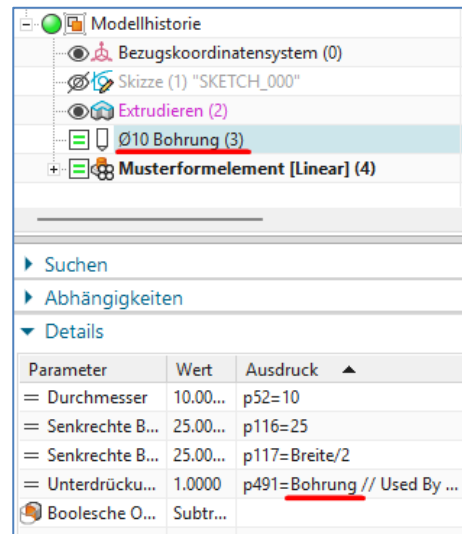 Modellhistorie
Bezugskoordinatensystem (0)
Skizze (1) "SKETCH_000"
Extrudieren (2)
Ø10 Bohrung (3)
Musterformelement [Linear] (4)
Suchen
Abhängigkeiten
Details
Parameter Wert Ausdruck
Durchmesser 10.00... p52=10
Senkrechte B... 25.00... p116=25
Senkrechte B... 25.00... p117=Breite/2
Unterdrücku... 1.0000 p491=Bohrung // Used By ...
Boolesche O... Subtr...